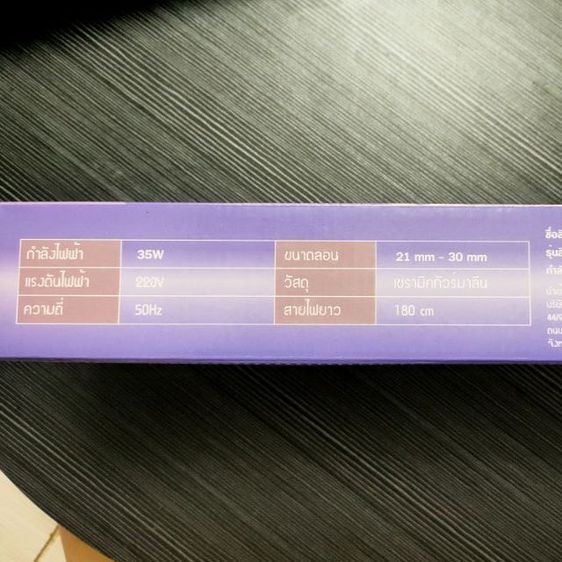 กำลังไฟฟ้า 35W ขนาดลอน 21 mm - 30 mm
แรงดันไฟฟ้า 220V วัสดุ เซรามิคทัวร์มาลีน
ความถี่ 50Hz สายไฟยาว 180 cm